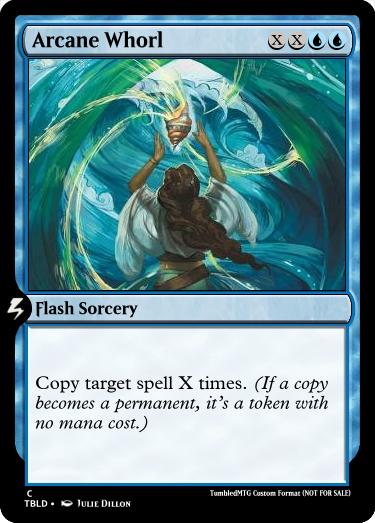 Arcane Whorl XXUU
Flash Sorcery
Copy target spell X times. (If a copy
becomes a permanent, it's a token with
no mana cost.)
C
TBLD • JULIE DILLON
TumbledMTG Custom Format (NOT FOR SALE)